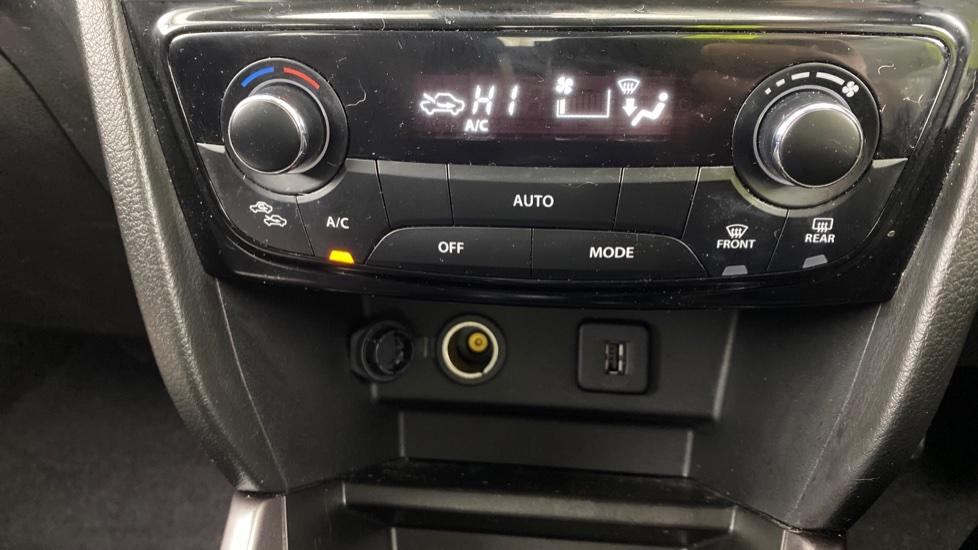 HI
A/C
AUTO
A/C
OFF
MODE
FRONT
REAR